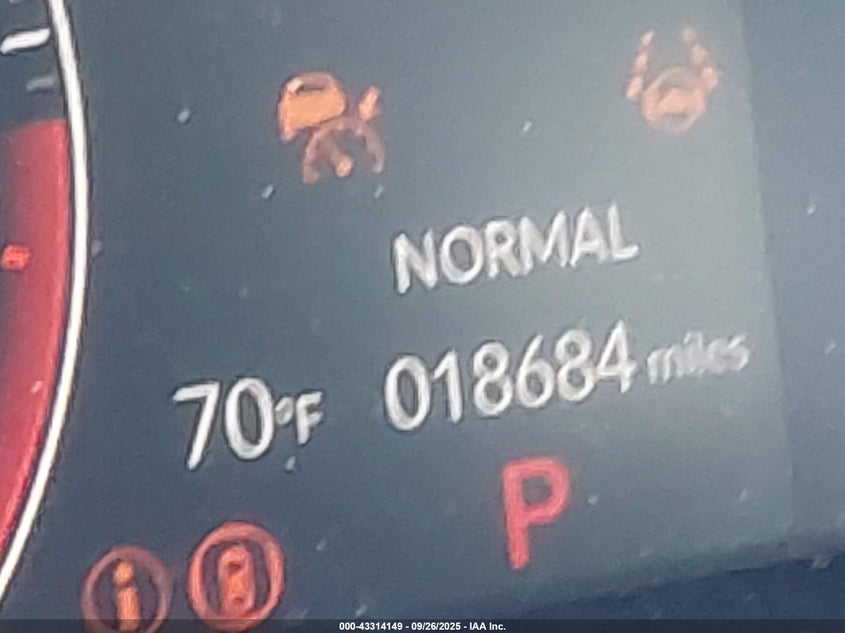 NORMAL
70°F 018684 miles
P
000-43314149 - 09/26/2025 - IAA Inc.